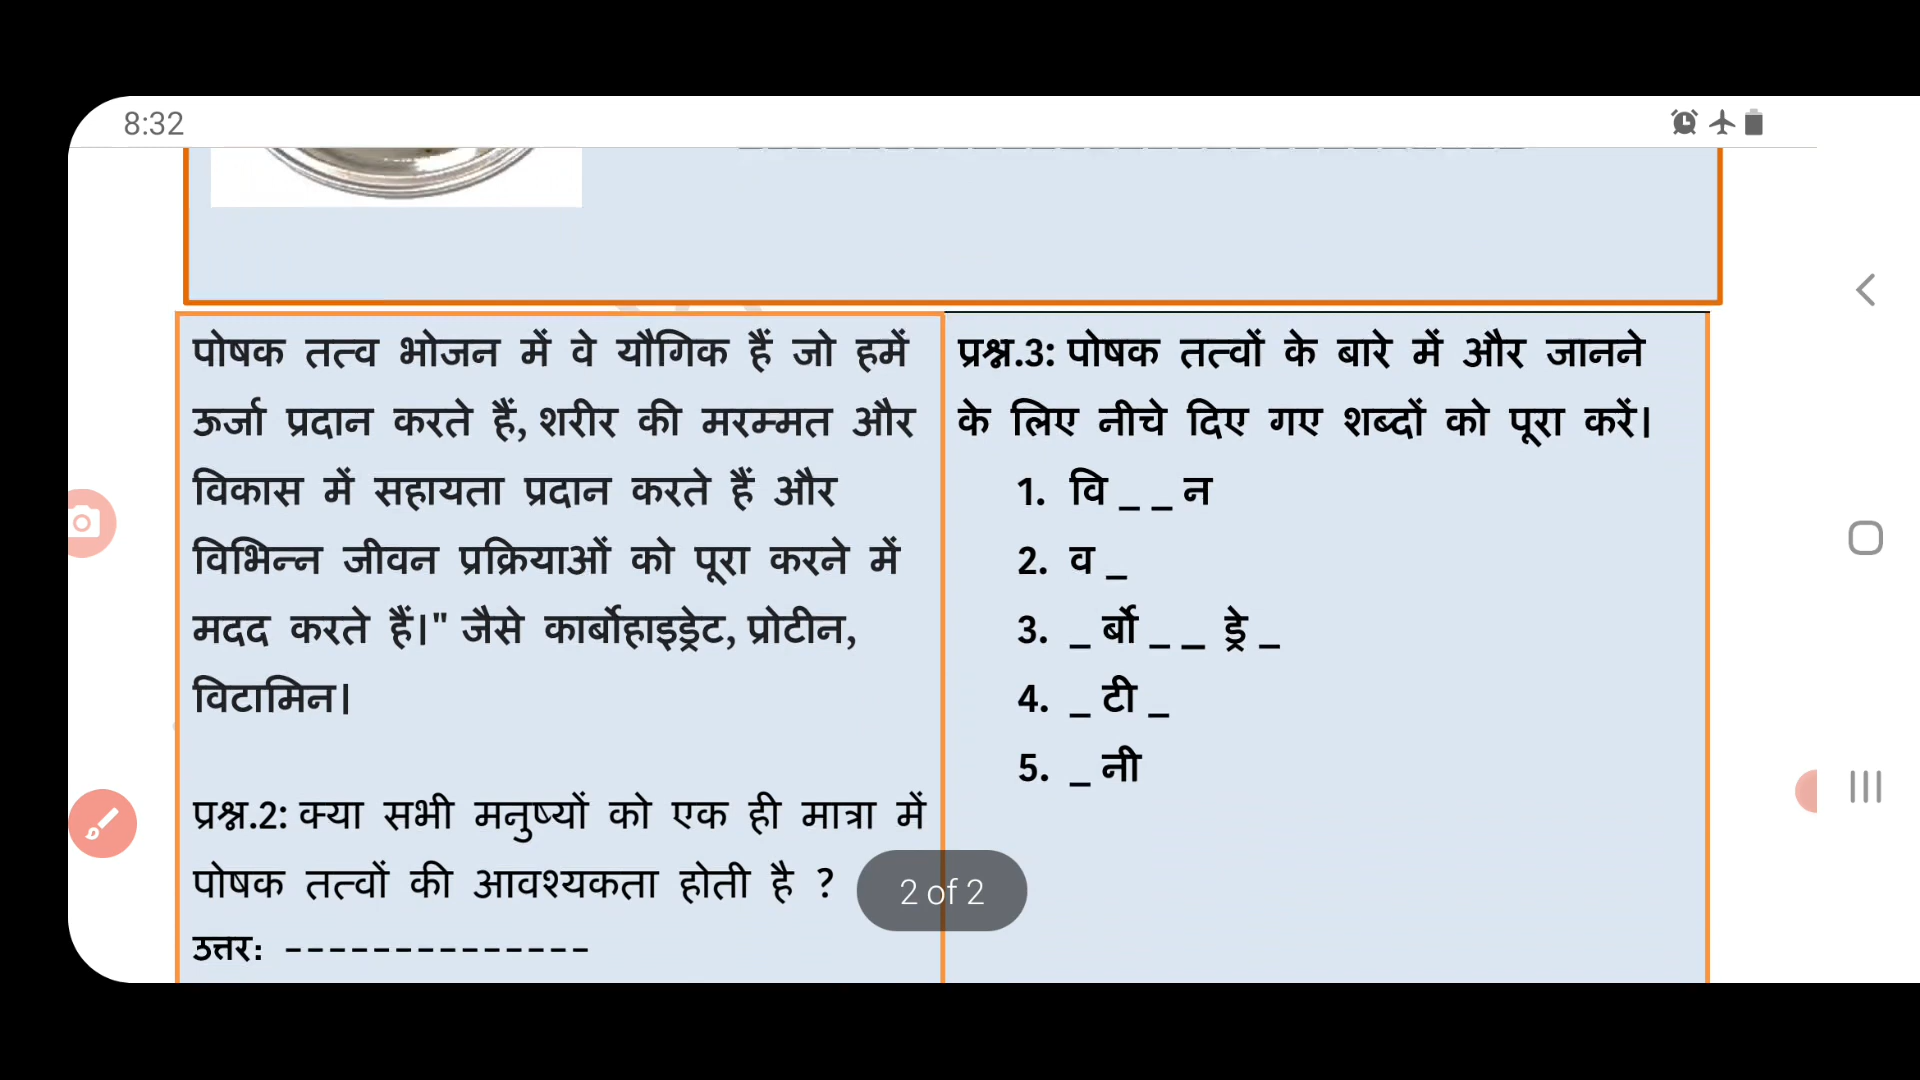 8:32
पोषक तत्व भोजन में वे यौगिक हैं जो हमें
ऊर्जा प्रदान करते हैं, शरीर की मरम्मत और
विकास में सहायता प्रदान करते हैं और
विभिन्न जीवन प्रक्रियाओं को पूरा करने में
मदद करते हैं।" जैसे कार्बोहाइड्रेट, प्रोटीन,
विटामिन।
प्रश्न.2: क्या सभी मनुष्यों को एक ही मात्रा में
पोषक तत्वों की आवश्यकता होती है ?
उत्तर: --------------
प्रश्न.3: पोषक तत्वों के बारे में और जानने
के लिए नीचे दिए गए शब्दों को पूरा करें।
1. वि _ _ न
2. व _
3. _ र्बो _ _ ड्रे _
4. _ टी _
5. _ नी
2 of 2